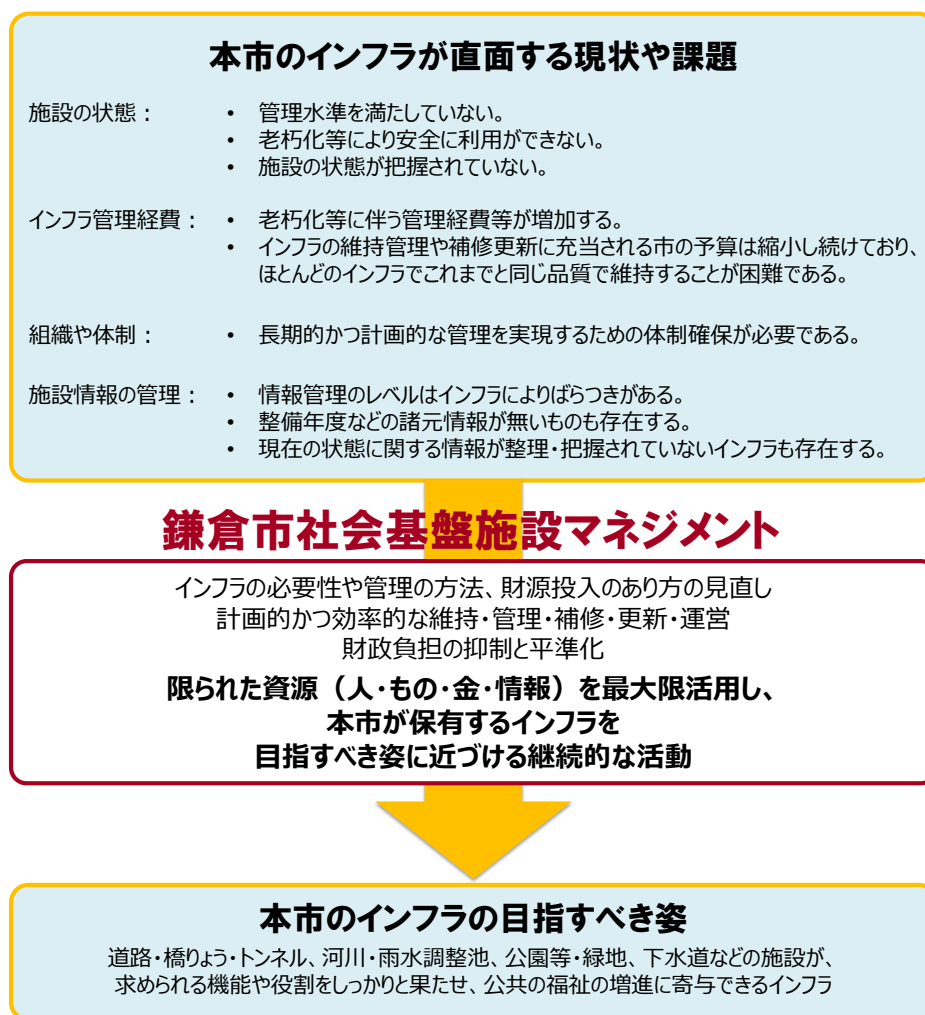 本市のインフラが直面する現状や課題
施設の状態：　• 管理水準を満たしていない。
• 老朽化等により安全に利用ができない。
• 施設の状態が把握されていない。
インフラ管理経費：　• 老朽化等に伴う管理経費等が増加する。
• インフラの維持管理や補修更新に充当される市の予算は縮小し続けており、
ほとんどのインフラでこれまでと同じ品質で維持することが困難である。
組織や体制：　• 長期的かつ計画的な管理を実現するための体制確保が必要である。
施設情報の管理：　• 情報管理のレベルはインフラによりばらつきがある。
• 整備年度などの諸元情報が無いものも存在する。
• 現在の状態に関する情報が整理・把握されていないインフラも存在する。
鎌倉市社会基盤施設マネジメント
インフラの必要性や管理の方法、財源投入のあり方の見直し
計画的かつ効率的な維持・管理・補修・更新・運営
財政負担の抑制と平準化
限られた資源（人・もの・金・情報）を最大限活用し、
本市が保有するインフラを
目指すべき姿に近づける継続的な活動
本市のインフラの目指すべき姿
道路・橋りょう・トンネル、河川・雨水調整池、公園等・緑地、下水道などの施設が、
求められる機能や役割をしっかりと果たせ、公共の福祉の増進に寄与できるインフラ